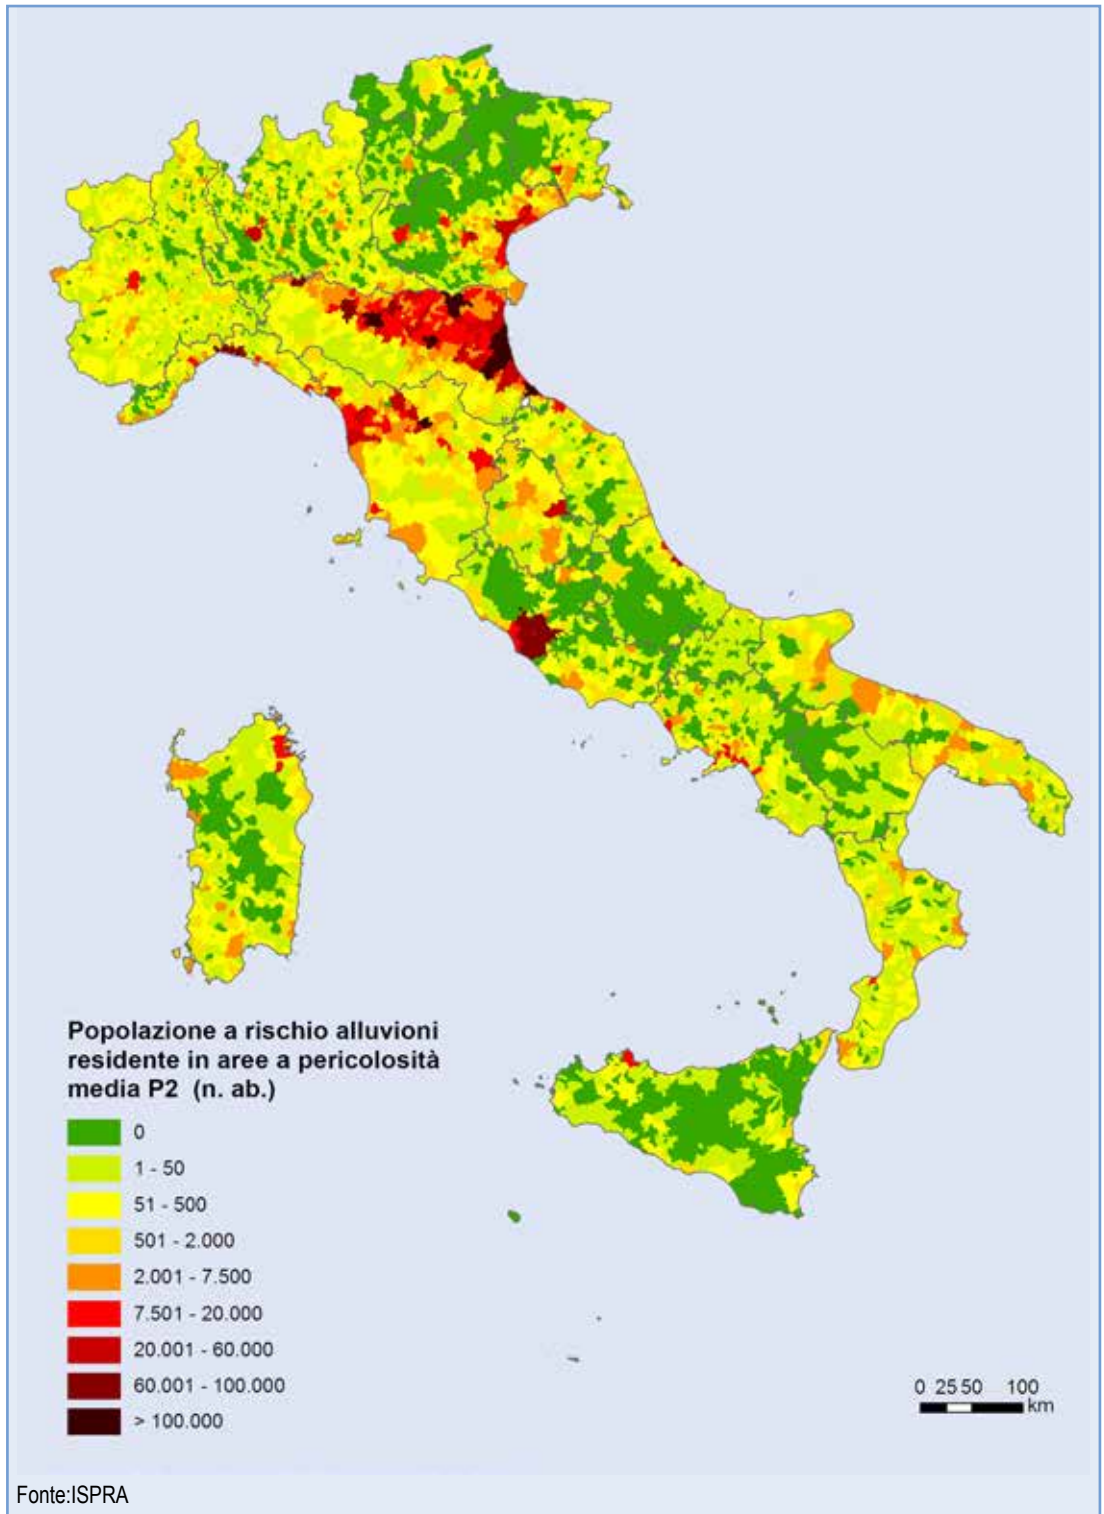 Popolazione a rischio alluvioni
residente in aree a pericolosità
media P2 (n. ab.)
0
1 - 50
51 - 500
501 - 2.000
2.001 - 7.500
7.501 - 20.000
20.001 - 60.000
60.001 - 100.000
> 100.000
0 25 50 100
km
Fonte:ISPRA